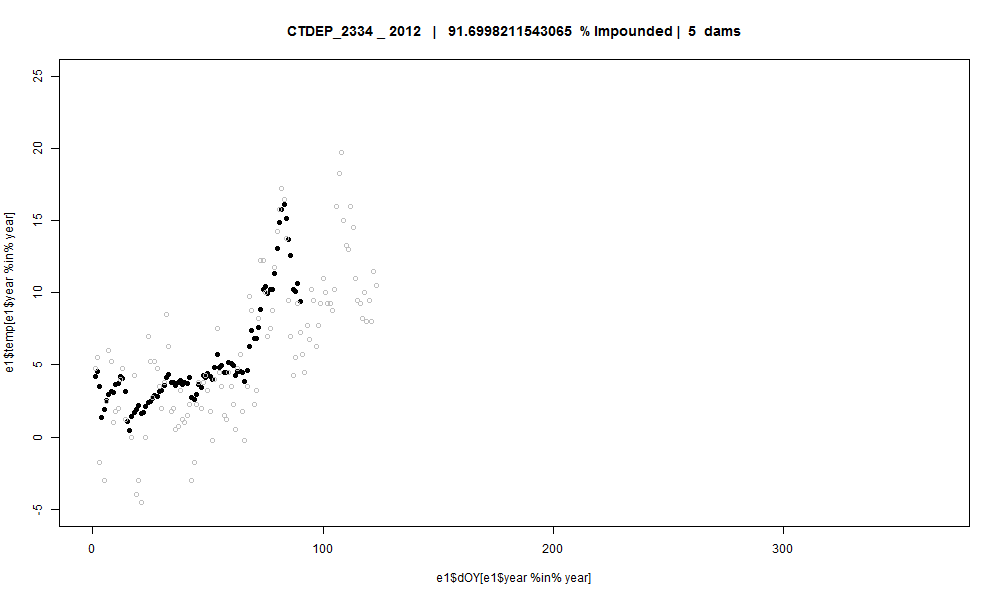 CTDEP_2334 _ 2012 | 91.6998211543065 % Impounded | 5 dams
25
20
15
10
5
0
-5
e1$temp[e1$year %in% year]
0 100 200 300
e1$dOY[e1$year %in% year]